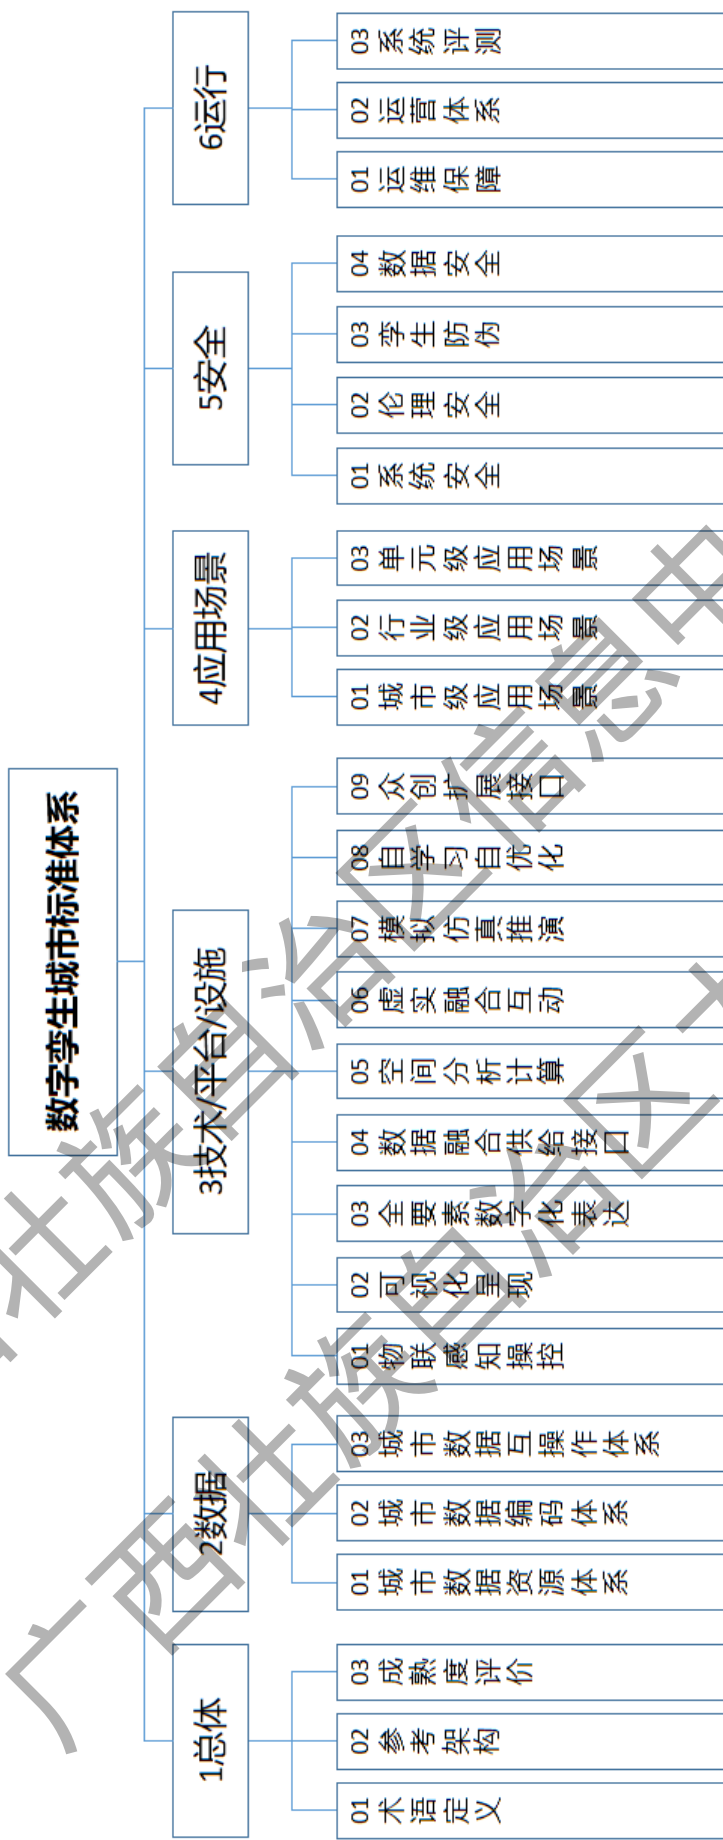 数字孪生城市标准体系
1总体
01 术语定义
02 参考架构
03 成熟度评价
2数据
01 城市数据资源体系
02 城市数据编码体系
03 城市数据互操作体系
3技术/平台/设施
01 物联感知操控
02 可视化呈现
03 全要素数字化表达
04 数据融合供给接口
05 空间分析计算
06 虚实融合互动
07 模拟仿真推演
08 自学习自优化
09 众创扩展接口
4应用场景
01 城市级应用场景
02 行业级应用场景
03 单元级应用场景
5安全
01 系统安全
02 伦理安全
03 孪生防伪
04 数据安全
6运行
01 运维保障
02 运营体系
03 系统评测
壮族自治区信息中
广西壮族自治区